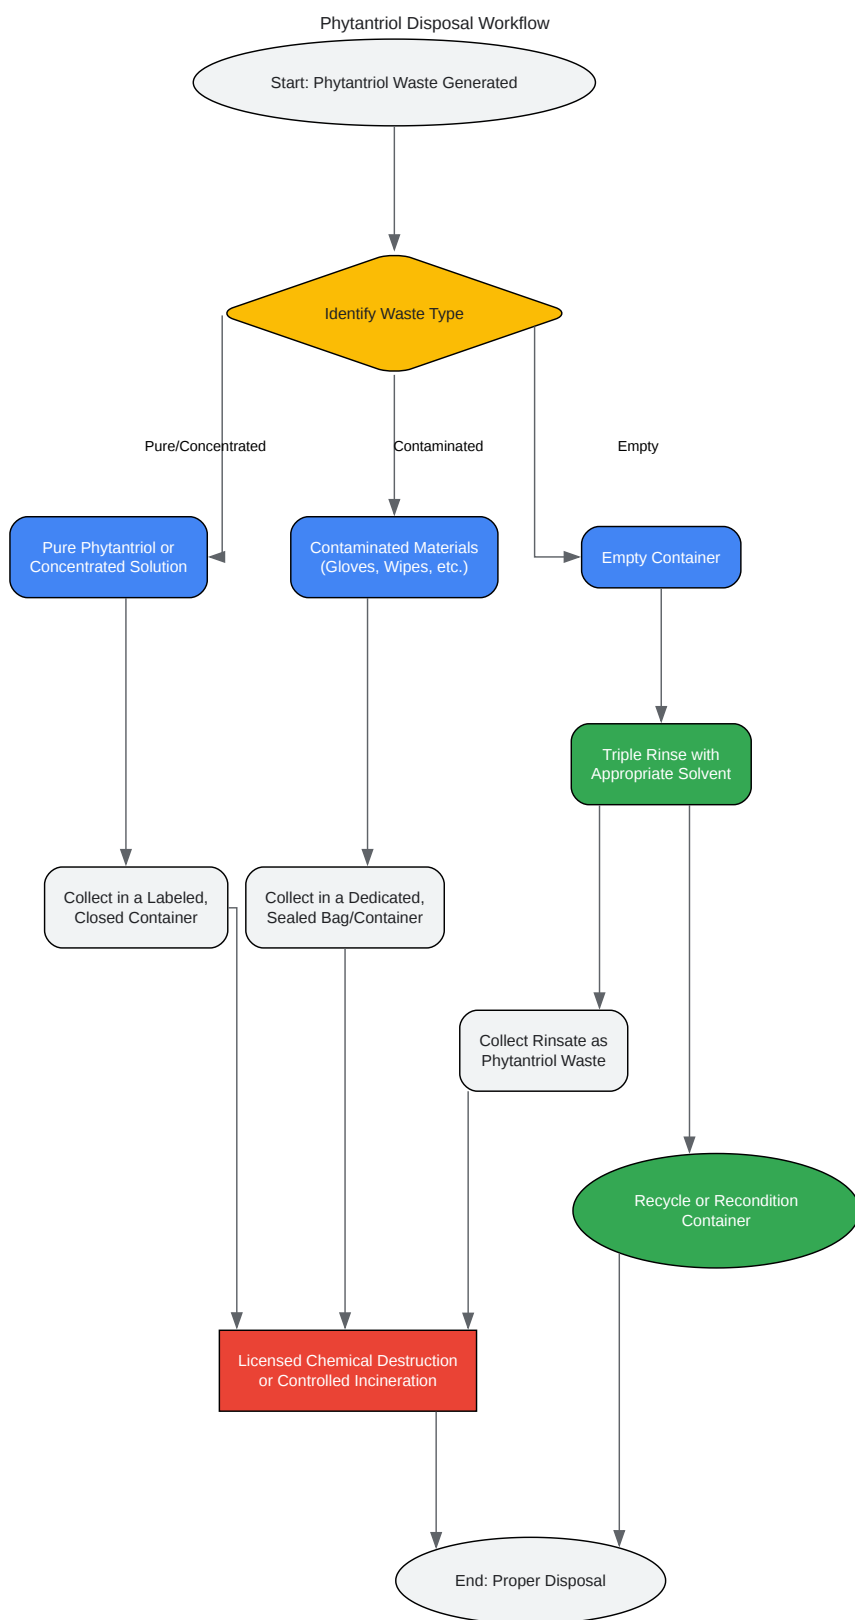 Phytantriol Disposal Workflow
Start: Phytantriol Waste Generated
Identify Waste Type
Pure/Concentrated
Contaminated
Empty
Pure Phytantriol or
Concentrated Solution
Contaminated Materials
(Gloves, Wipes, etc.)
Empty Container
Triple Rinse with
Appropriate Solvent
Collect in a Labeled,
Closed Container
Collect in a Dedicated,
Sealed Bag/Container
Collect Rinsate as
Phytantriol Waste
Recycle or Recondition
Container
Licensed Chemical Destruction
or Controlled Incineration
End: Proper Disposal